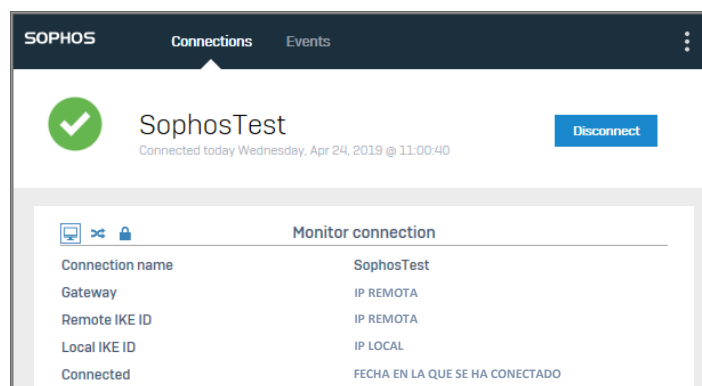 SOPHOS Connections Events
SophosTest
Disconnect
Connected today Wednesday, Apr 24, 2019 @ 11:00:40
Monitor connection
Connection name SophosTest
Gateway IP REMOTA
Remote IKE ID IP REMOTA
Local IKE ID IP LOCAL
Connected FECHA EN LA QUE SE HA CONECTADO